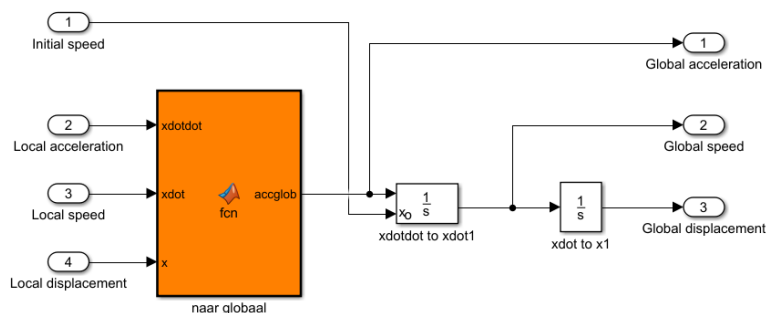 1
Initial speed
2
Local acceleration
3
Local speed
4
Local displacement
xdotdot
xdot
x
fcn
accglob
naar globaal
1
s
xo
xdotdot to xdot1
1
s
xdot to x1
1
Global acceleration
2
Global speed
3
Global displacement